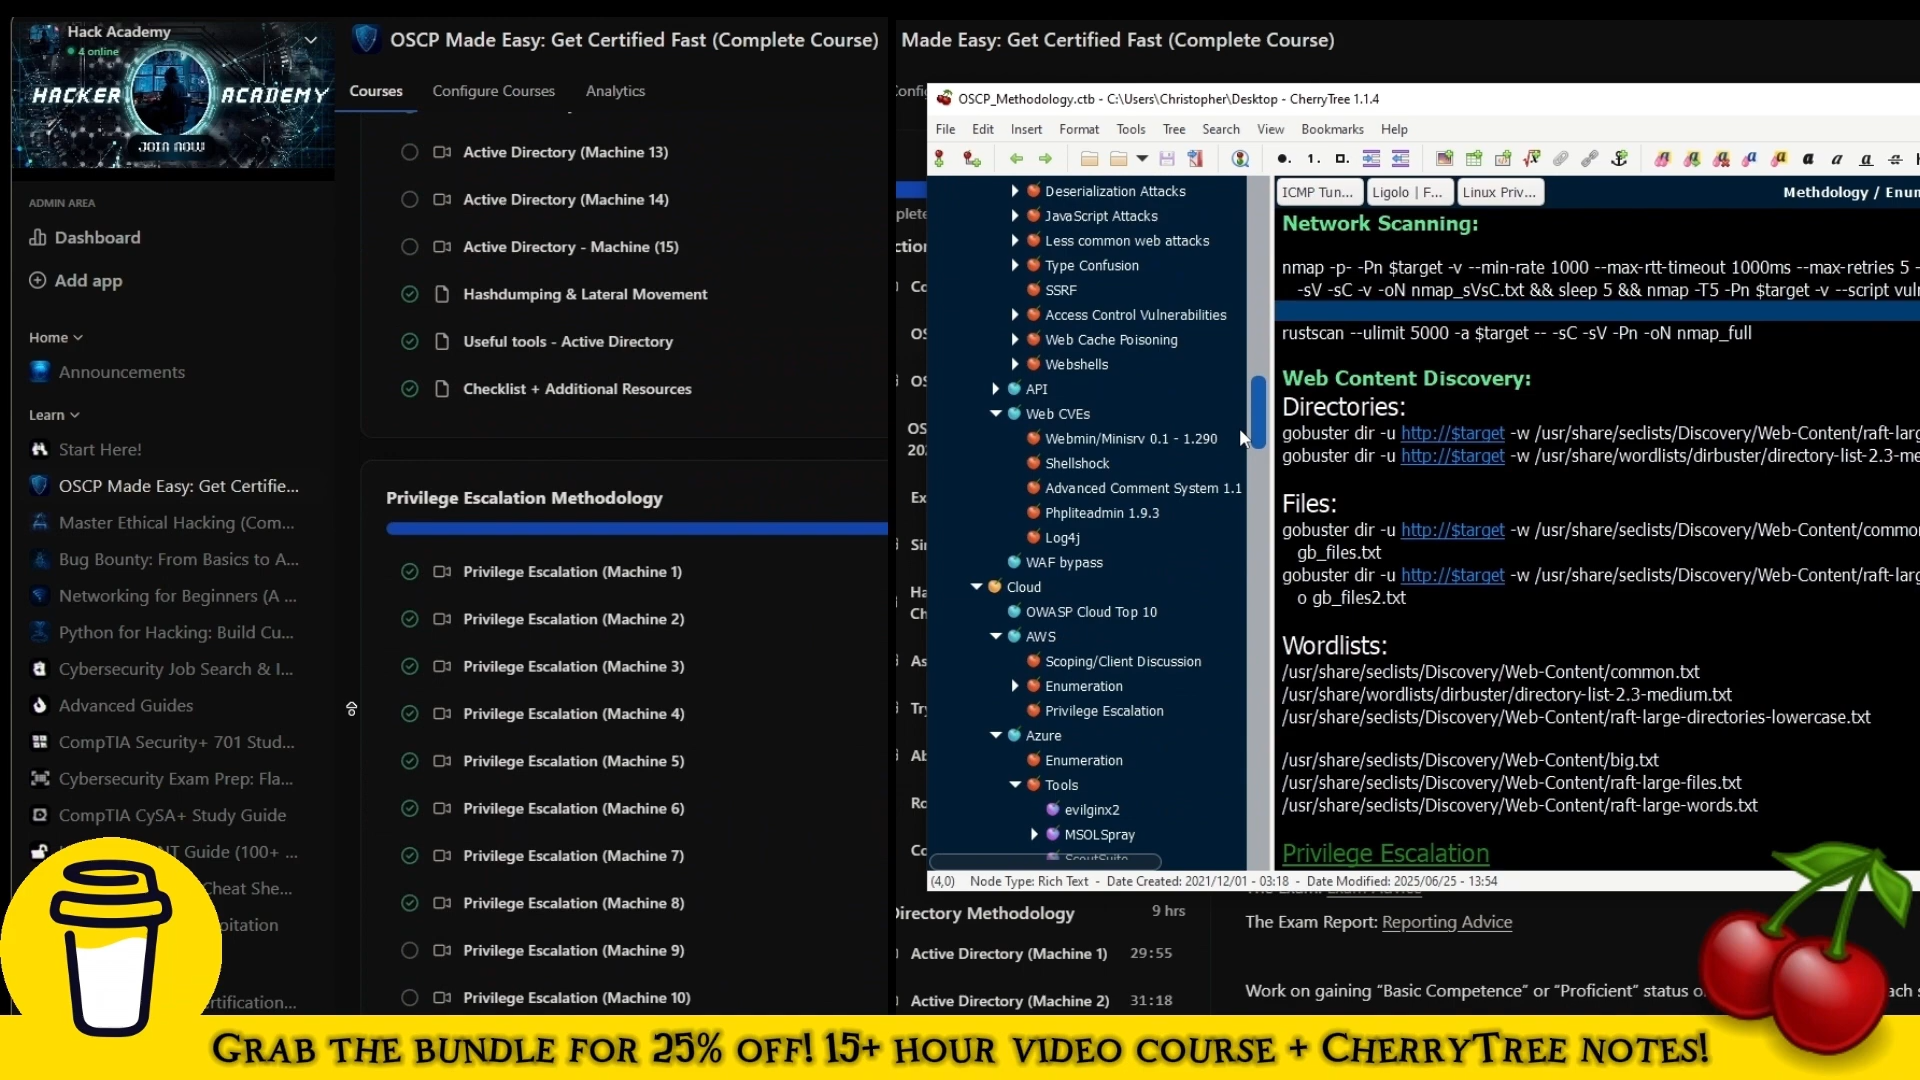 Hack Academy
4 online
HACKER ACADEMY
JOIN NOW
ADMIN AREA
Dashboard
Add app
Home
Announcements
Learn
Start Here!
OSCP Made Easy: Get Certifie...
Master Ethical Hacking (Com...
Bug Bounty: From Basics to A...
Networking for Beginners (A ...
Python for Hacking: Build Cu...
Cybersecurity Job Search & I...
Advanced Guides
CompTIA Security+ 701 Stud...
Cybersecurity Exam Prep: Fla...
CompTIA CySA+ Study Guide
NT Guide (100+ ...
Cheat She...
oitation
rtification...
OSCP Made Easy: Get Certified Fast (Complete Course)
Courses
Configure Courses
Analytics
Active Directory (Machine 13)
Active Directory (Machine 14)
Active Directory - Machine (15)
Hashdumping & Lateral Movement
Useful tools - Active Directory
Checklist + Additional Resources
Privilege Escalation Methodology
Privilege Escalation (Machine 1)
Privilege Escalation (Machine 2)
Privilege Escalation (Machine 3)
Privilege Escalation (Machine 4)
Privilege Escalation (Machine 5)
Privilege Escalation (Machine 6)
Privilege Escalation (Machine 7)
Privilege Escalation (Machine 8)
Privilege Escalation (Machine 9)
Privilege Escalation (Machine 10)
Made Easy: Get Certified Fast (Complete Course)
OSCP_Methodology.ctb - C:\Users\Christopher\Desktop - CherryTree 1.1.4
File Edit Insert Format Tools Tree Search View Bookmarks Help
Deserialization Attacks
JavaScript Attacks
Less common web attacks
Type Confusion
SSRF
Access Control Vulnerabilities
Web Cache Poisoning
Webshells
API
Web CVEs
Webmin/Minisrv 0.1 - 1.290
Shellshock
Advanced Comment System 1.1
Phpliteadmin 1.9.3
Log4j
WAF bypass
Cloud
OWASP Cloud Top 10
AWS
Scoping/Client Discussion
Enumeration
Privilege Escalation
Azure
Enumeration
Tools
evilginx2
MSOLSpray
ScoutSuite
ICMP Tun...
Ligolo | F...
Linux Priv...
Methdology / Enum
Network Scanning:
nmap -p- -Pn $target -v --min-rate 1000 --max-rtt-timeout 1000ms --max-retries 5 -
-sV -sC -v -oN nmap_sVsC.txt && sleep 5 && nmap -T5 -Pn $target -v --script vuln
rustscan --ulimit 5000 -a $target -- -sC -sV -Pn -oN nmap_full
Web Content Discovery:
Directories:
gobuster dir -u http://$target -w /usr/share/seclists/Discovery/Web-Content/raft-larg
gobuster dir -u http://$target -w /usr/share/wordlists/dirbuster/directory-list-2.3-me
Files:
gobuster dir -u http://$target -w /usr/share/seclists/Discovery/Web-Content/common
gb_files.txt
gobuster dir -u http://$target -w /usr/share/seclists/Discovery/Web-Content/raft-larg
o gb_files2.txt
Wordlists:
/usr/share/seclists/Discovery/Web-Content/common.txt
/usr/share/wordlists/dirbuster/directory-list-2.3-medium.txt
/usr/share/seclists/Discovery/Web-Content/raft-large-directories-lowercase.txt
/usr/share/seclists/Discovery/Web-Content/big.txt
/usr/share/seclists/Discovery/Web-Content/raft-large-files.txt
/usr/share/seclists/Discovery/Web-Content/raft-large-words.txt
Privilege Escalation
(4,0) Node Type: Rich Text - Date Created: 2021/12/01 - 03:18 - Date Modified: 2025/06/25 - 13:54
Directory Methodology 9 hrs
Active Directory (Machine 1) 29:55
Active Directory (Machine 2) 31:18
The Exam Report: Reporting Advice
Work on gaining "Basic Competence" or "Proficient" status o
Grab the bundle for 25% off! 15+ hour video course + CherryTree notes!